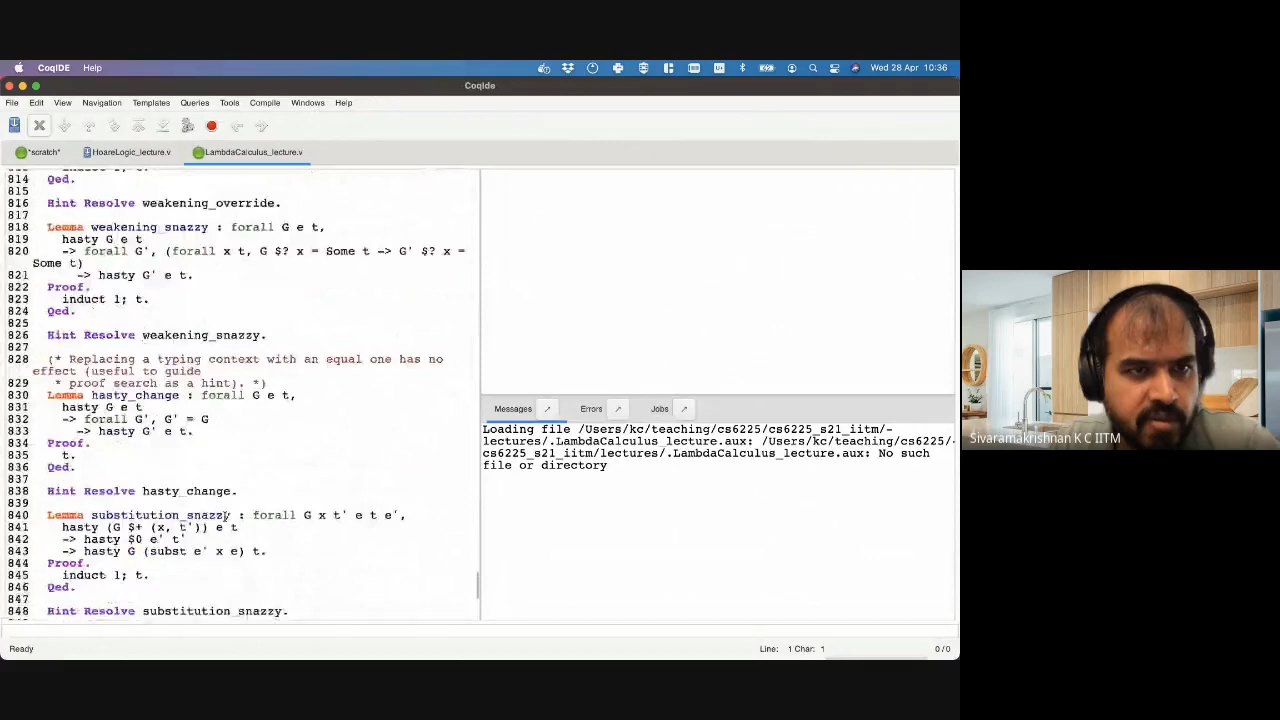 CoqIDE Help
Wed 28 Apr 10:36
CoqIde
File Edit View Navigation Templates Queries Tools Compile Windows Help
*scratch* HoareLogic_lecture.v LambdaCalculus_lecture.v
814 Qed.
815
816 Hint Resolve weakening_override.
817
818 Lemma weakening_snazzy : forall G e t,
819 hasty G e t
820 -> forall G', (forall x t, G $? x = Some t -> G' $? x =
Some t)
821 -> hasty G' e t.
822 Proof.
823 induct 1; t.
824 Qed.
825
826 Hint Resolve weakening_snazzy.
827
828 (* Replacing a typing context with an equal one has no
effect (useful to guide
829 * proof search as a hint). *)
830 Lemma hasty_change : forall G e t,
831 hasty G e t
832 -> forall G', G' = G
833 -> hasty G' e t.
834 Proof.
835 t.
836 Qed.
837
838 Hint Resolve hasty_change.
839
840 Lemma substitution_snazzy : forall G x t' e t e',
841 hasty (G $+ (x, t')) e t
842 -> hasty $0 e' t'
843 -> hasty G (subst e' x e) t.
844 Proof.
845 induct 1; t.
846 Qed.
847
848 Hint Resolve substitution_snazzy.
Messages Errors Jobs
Loading file /Users/kc/teaching/cs6225/cs6225_s21_iitm/-
lectures/.LambdaCalculus_lecture.aux: /Users/kc/teaching/cs6225/
cs6225_s21_iitm/lectures/.LambdaCalculus_lecture.aux: No such
file or directory
Ready
Line: 1 Char: 1
0 / 0
Sivaramakrishnan K C IITM